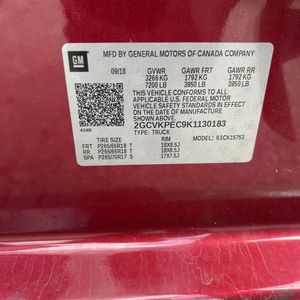 GM
MFD BY GENERAL MOTORS OF CANADA COMPANY
09/18 GVWR GAWR FRT GAWR RR
3266 KG 1792 KG 1792 KG
7200 LB 3950 LB 3950 LB
THIS VEHICLE CONFORMS TO ALL
APPLICABLE U.S. FEDERAL MOTOR
VEHICLE SAFETY STANDARDS IN EFFECT
ON THE DATE OF MANUFACTURE
SHOWN ABOVE.
2GCVKPEC9K1130183
TYPE: TRUCK
TIRE SIZE RIM 93CK15753
FRT P265/65R18 T 18X8.5J
RR P265/65R18 T 18X8.5J
SPA P265/70R17 S 17X7.5J